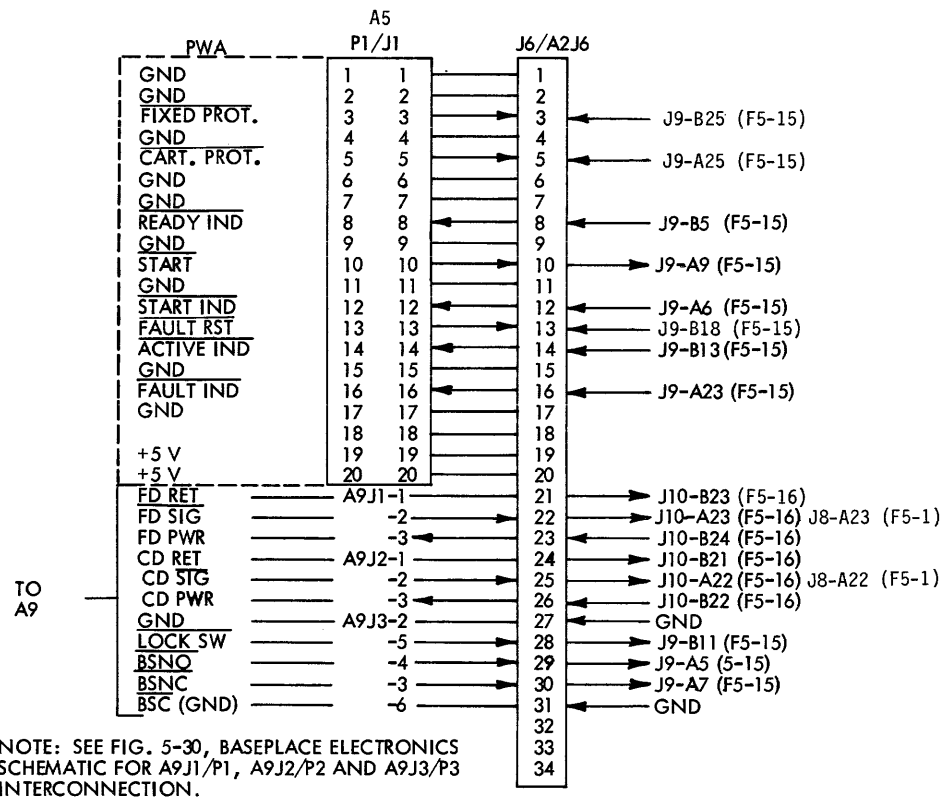 A5
PWA P1/J1 J6/A2J6
GND 1 1 1
GND 2 2 2
FIXED PROT. 3 3 3 J9-B25 (F5-15)
GND 4 4 4
CART. PROT. 5 5 5 J9-A25 (F5-15)
GND 6 6 6
GND 7 7 7
READY IND 8 8 8 J9-B5 (F5-15)
GND 9 9 9
START 10 10 10 J9-A9 (F5-15)
GND 11 11 11
START IND 12 12 12 J9-A6 (F5-15)
FAULT RST 13 13 13 J9-B18 (F5-15)
ACTIVE IND 14 14 14 J9-B13 (F5-15)
GND 15 15 15
FAULT IND 16 16 16 J9-A23 (F5-15)
GND 17 17 17
18 18 18
+5 V 19 19 19
+5 V 20 20 20
FD RET A9J1-1 21 J10-B23 (F5-16)
FD SIG -2 22 J10-A23 (F5-16) J8-A23 (F5-1)
FD PWR -3 23 J10-B24 (F5-16)
CD RET A9J2-1 24 J10-B21 (F5-16)
CD SIG -2 25 J10-A22 (F5-16) J8-A22 (F5-1)
CD PWR -3 26 J10-B22 (F5-16)
GND A9J3-2 27 GND
LOCK SW -5 28 J9-B11 (F5-15)
BSNO -4 29 J9-A5 (5-15)
BSNC -3 30 J9-A7 (F5-15)
BSC (GND) -6 31 GND
32
33
34
TO
A9
NOTE: SEE FIG. 5-30, BASEPLACE ELECTRONICS
SCHEMATIC FOR A9J1/P1, A9J2/P2 AND A9J3/P3
INTERCONNECTION.